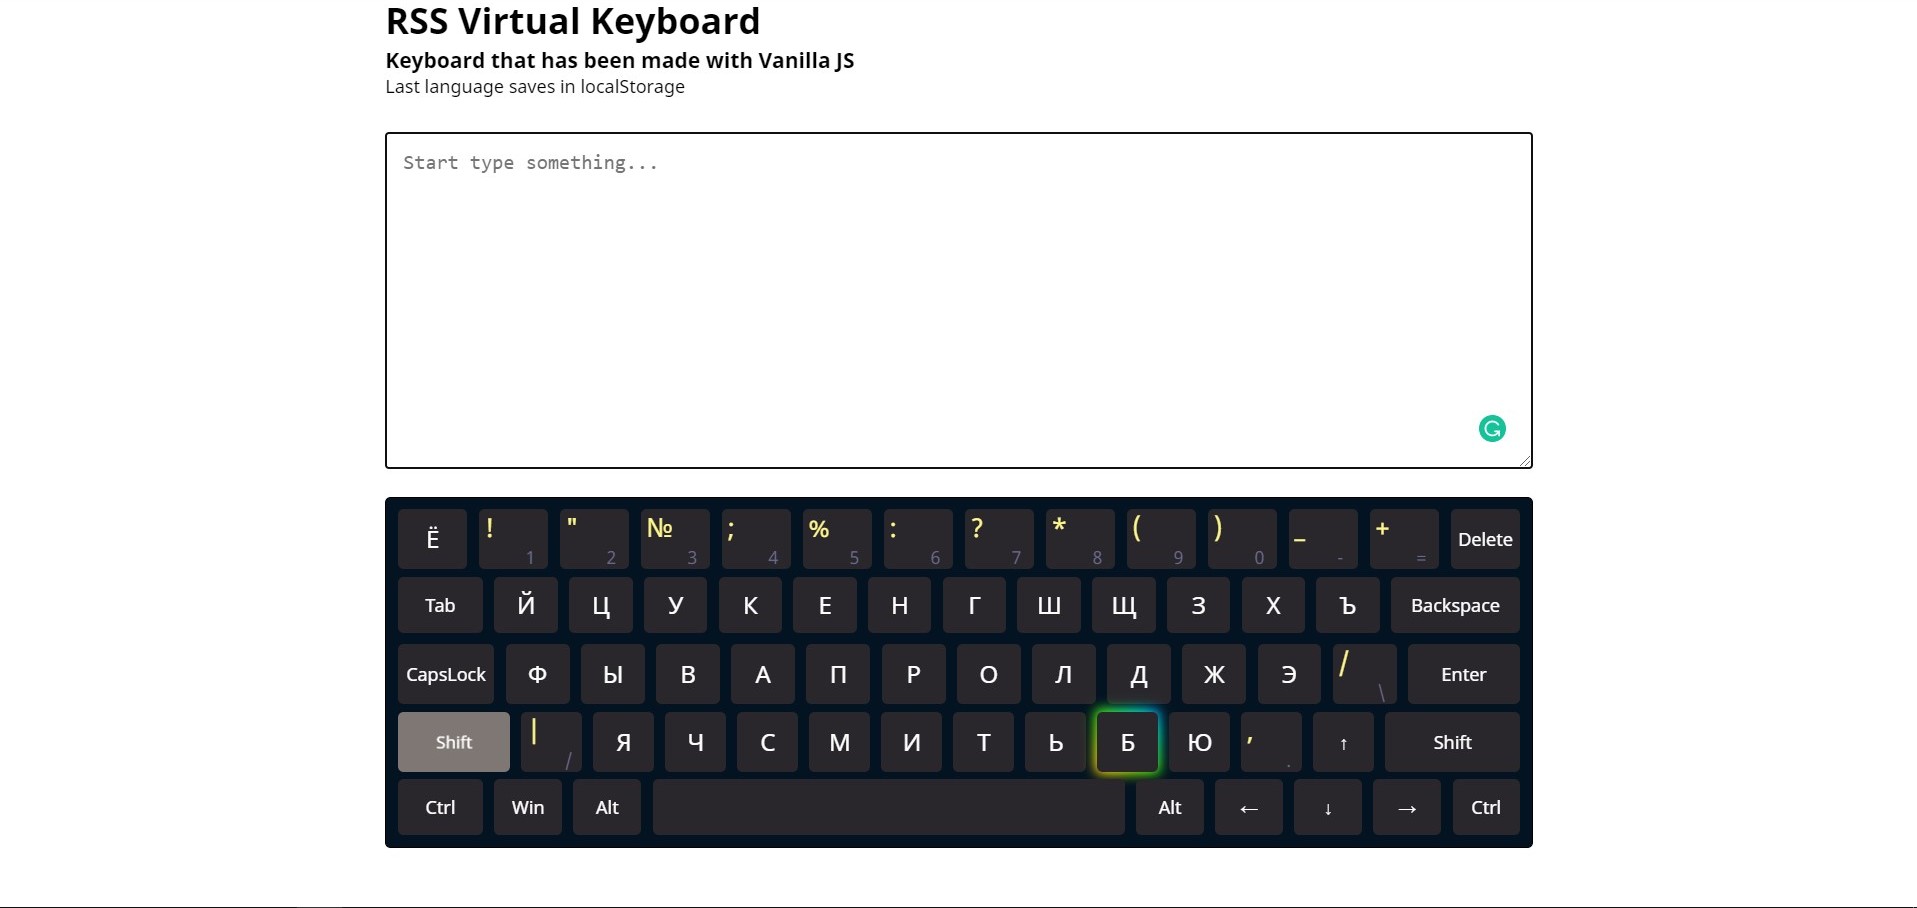 RSS Virtual Keyboard
Keyboard that has been made with Vanilla JS
Last language saves in localStorage
Start type something...
Ё ! 1 " 2 № 3 ; 4 % 5 : 6 ? 7 * 8 ( 9 ) 0 _ - + = Delete
Tab Й Ц У К Е Н Г Ш Щ З Х Ъ Backspace
CapsLock Ф Ы В А П Р О Л Д Ж Э / \ Enter
Shift | / Я Ч С М И Т Ь Б Ю , . ↑ Shift
Ctrl Win Alt Alt ← ↓ → Ctrl